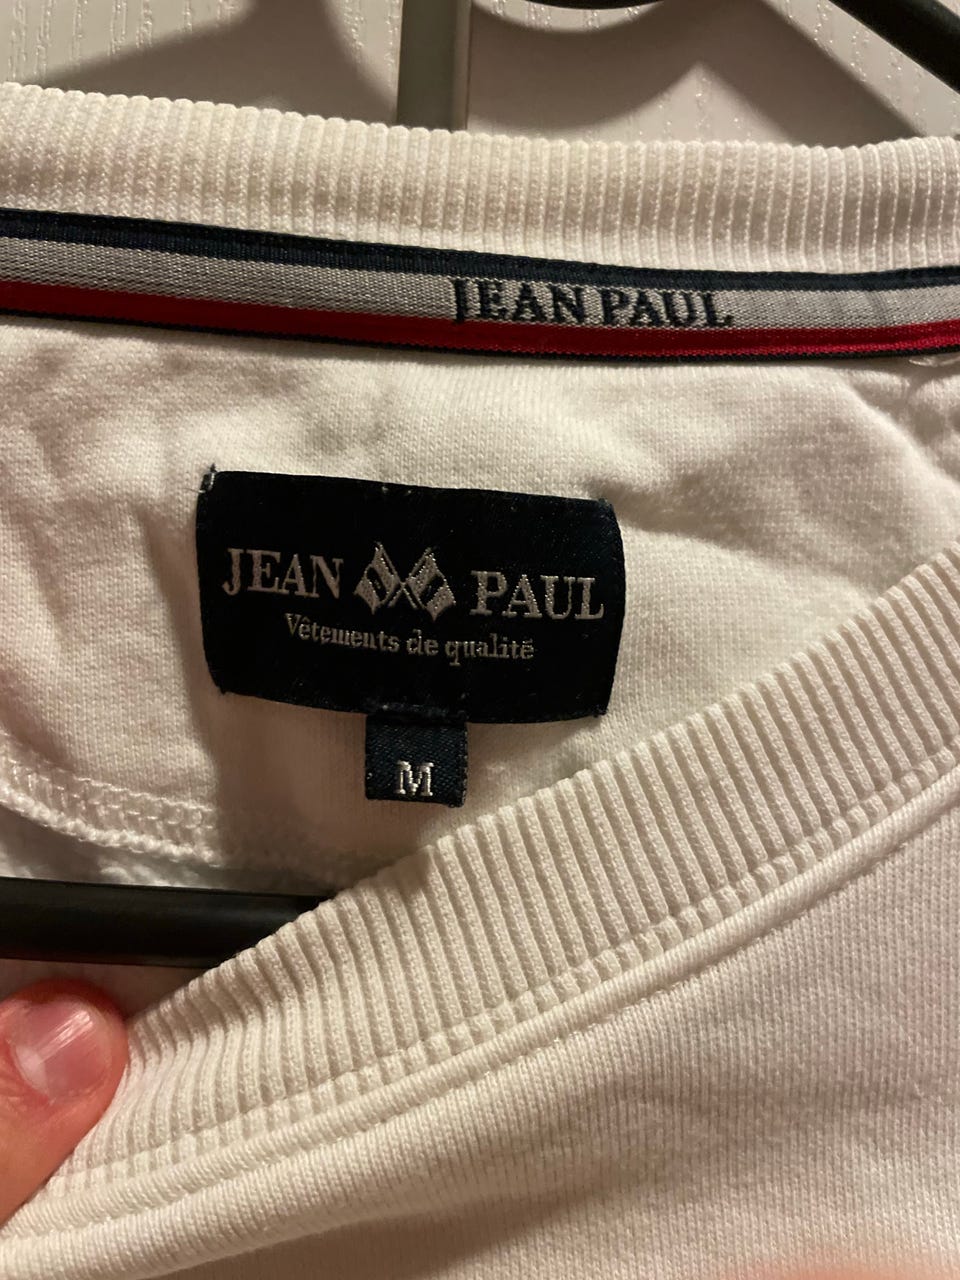 JEAN PAUL
JEAN PAUL
Vêtements de qualité
M